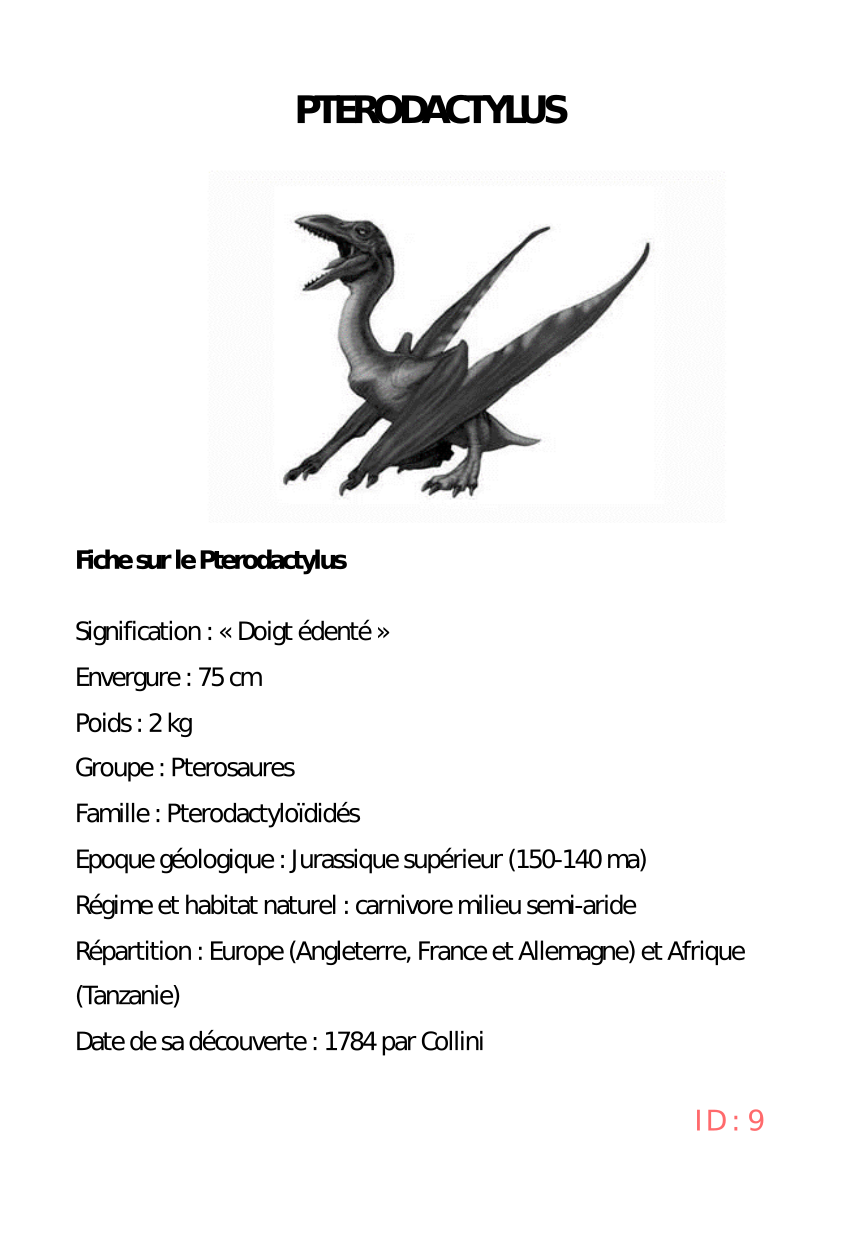 PTERODACTYLUS
Fiche sur le Pterodactylus
Signification : « Doigt édenté »
Envergure : 75 cm
Poids : 2 kg
Groupe : Pterosaures
Famille : Pterodactyloïdidés
Epoque géologique : Jurassique supérieur (150-140 ma)
Régime et habitat naturel : carnivore milieu semi-aride
Répartition : Europe (Angleterre, France et Allemagne) et Afrique
(Tanzanie)
Date de sa découverte : 1784 par Collini
ID: 9